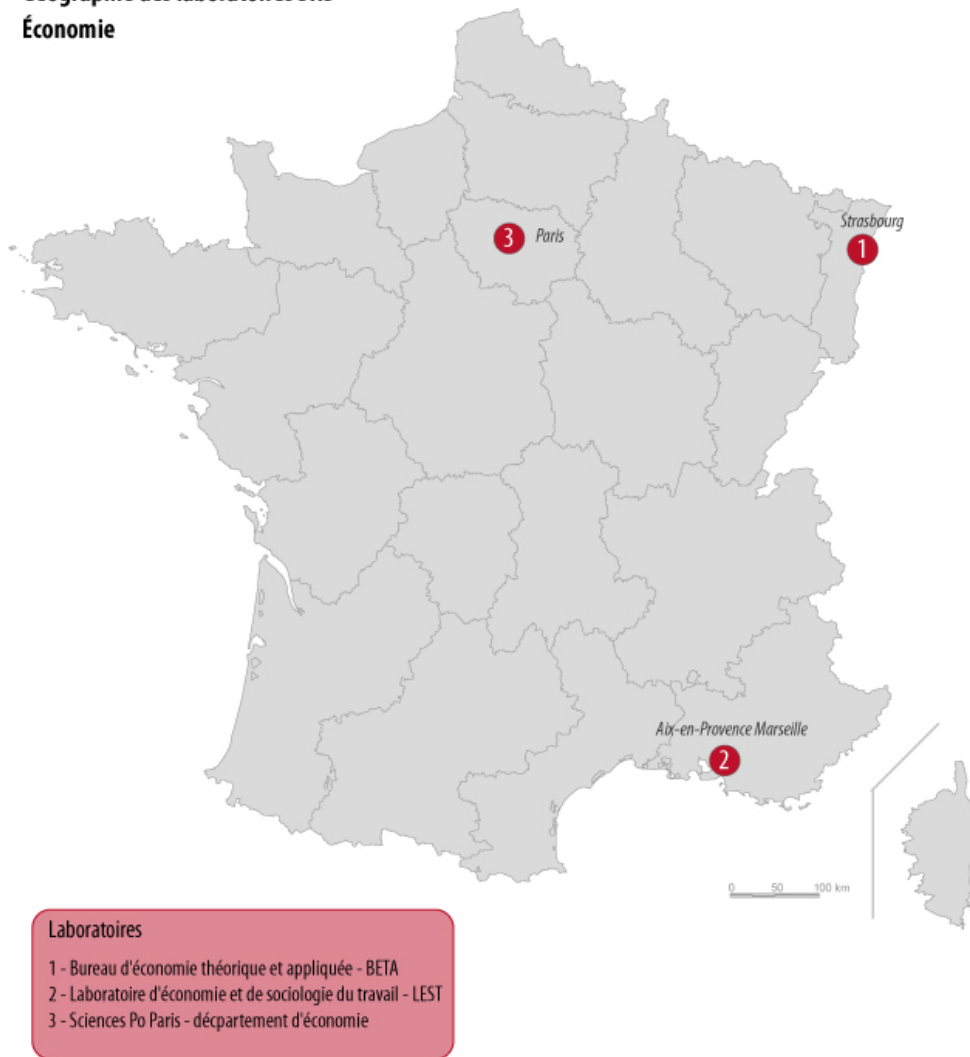 Économie
Strasbourg
1
3 Paris
Aix-en-Provence Marseille
2
0 50 100 km
Laboratoires
1 - Bureau d'économie théorique et appliquée - BETA
2 - Laboratoire d'économie et de sociologie du travail - LEST
3 - Sciences Po Paris - décpartement d'économie